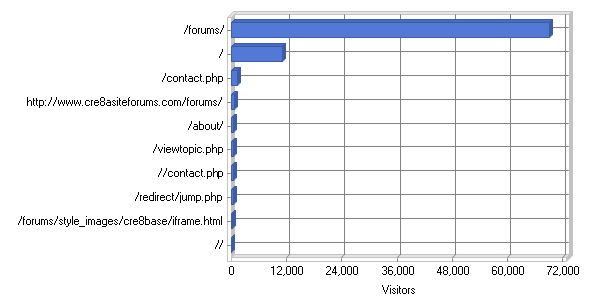 /forums/
/
/contact.php
http://www.cre8asiteforums.com/forums/
/about/
/viewtopic.php
//contact.php
/redirect/jump.php
/forums/style_images/cre8base/iframe.html
//
0 12,000 24,000 36,000 48,000 60,000 72,000
Visitors